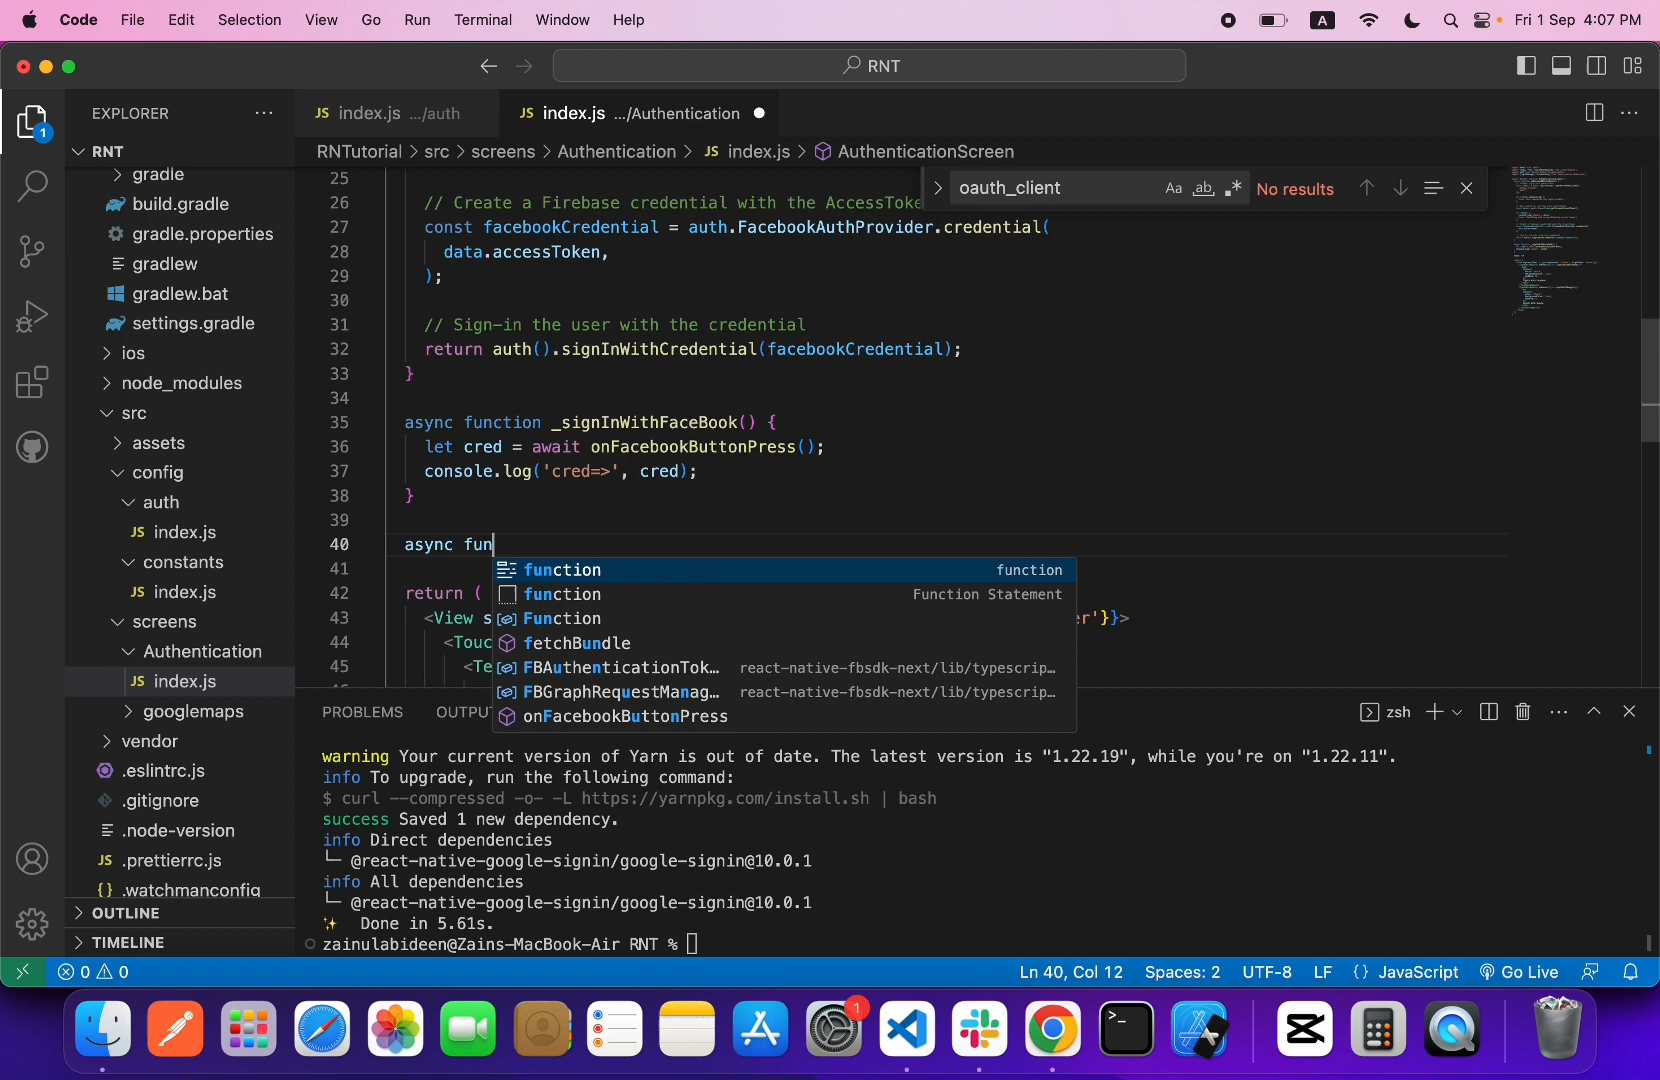 Code File Edit Selection View Go Run Terminal Window Help A Fri 1 Sep 4:07 PM
RNT
EXPLORER ···
JS index.js .../auth
JS index.js .../Authentication
1
RNT
RNTutorial > src > screens > Authentication > JS index.js > AuthenticationScreen
oauth_client Aa ab No results
gradle
build.gradle
gradle.properties
gradlew
gradlew.bat
settings.gradle
ios
node_modules
src
assets
config
auth
JS index.js
constants
JS index.js
screens
Authentication
JS index.js
googlemaps
vendor
.eslintrc.js
.gitignore
.node-version
JS .prettierrc.js
{} .watchmanconfig
OUTLINE
TIMELINE
25
26 // Create a Firebase credential with the AccessToke
27 const facebookCredential = auth.FacebookAuthProvider.credential(
28 data.accessToken,
29 );
30
31 // Sign-in the user with the credential
32 return auth().signInWithCredential(facebookCredential);
33 }
34
35 async function _signInWithFaceBook() {
36 let cred = await onFacebookButtonPress();
37 console.log('cred=>', cred);
38 }
39
40 async fun
41
42 return (
43 <View s er'}}>
44 <Touc
45 <Te
function function
function Function Statement
Function
fetchBundle
FBAuthenticationTok... react-native-fbsdk-next/lib/typescrip...
FBGraphRequestManag... react-native-fbsdk-next/lib/typescrip...
onFacebookButtonPress
PROBLEMS OUTPU zsh
warning Your current version of Yarn is out of date. The latest version is "1.22.19", while you're on "1.22.11".
info To upgrade, run the following command:
$ curl --compressed -o- -L https://yarnpkg.com/install.sh | bash
success Saved 1 new dependency.
info Direct dependencies
└─ @react-native-google-signin/google-signin@10.0.1
info All dependencies
└─ @react-native-google-signin/google-signin@10.0.1
✨ Done in 5.61s.
zainulabideen@Zains-MacBook-Air RNT %
0 0 Ln 40, Col 12 Spaces: 2 UTF-8 LF {} JavaScript Go Live
1